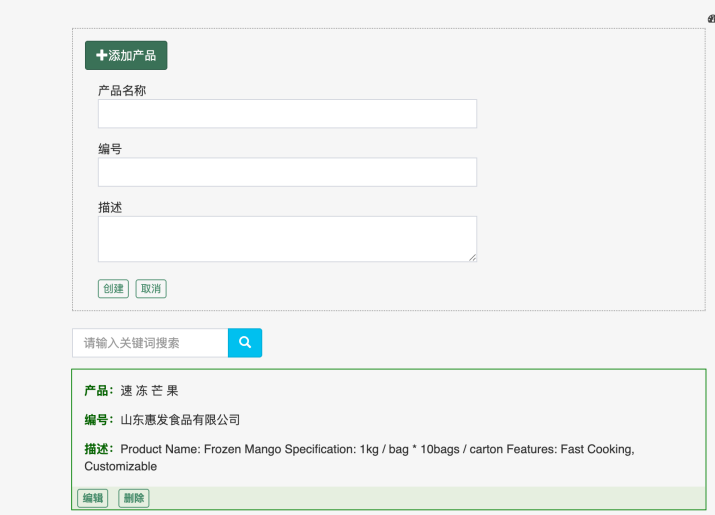 添加产品
产品名称
编号
描述
创建 取消
请输入关键词搜索
产品: 速 冻 芒 果
编号: 山东惠发食品有限公司
描述: Product Name: Frozen Mango Specification: 1kg / bag * 10bags / carton Features: Fast Cooking,
Customizable
编辑 删除